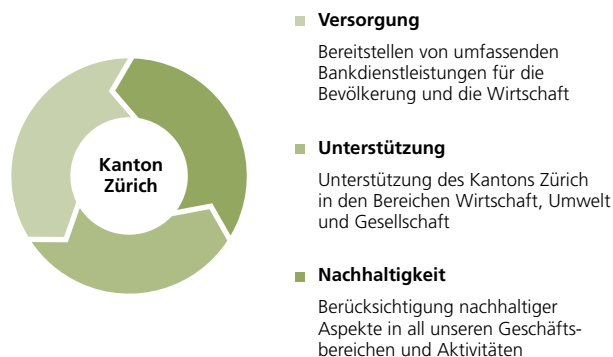 Kanton
Zürich
Versorgung
Bereitstellen von umfassenden
Bankdienstleistungen für die
Bevölkerung und die Wirtschaft
Unterstützung
Unterstützung des Kantons Zürich
in den Bereichen Wirtschaft, Umwelt
und Gesellschaft
Nachhaltigkeit
Berücksichtigung nachhaltiger
Aspekte in all unseren Geschäfts-
bereichen und Aktivitäten